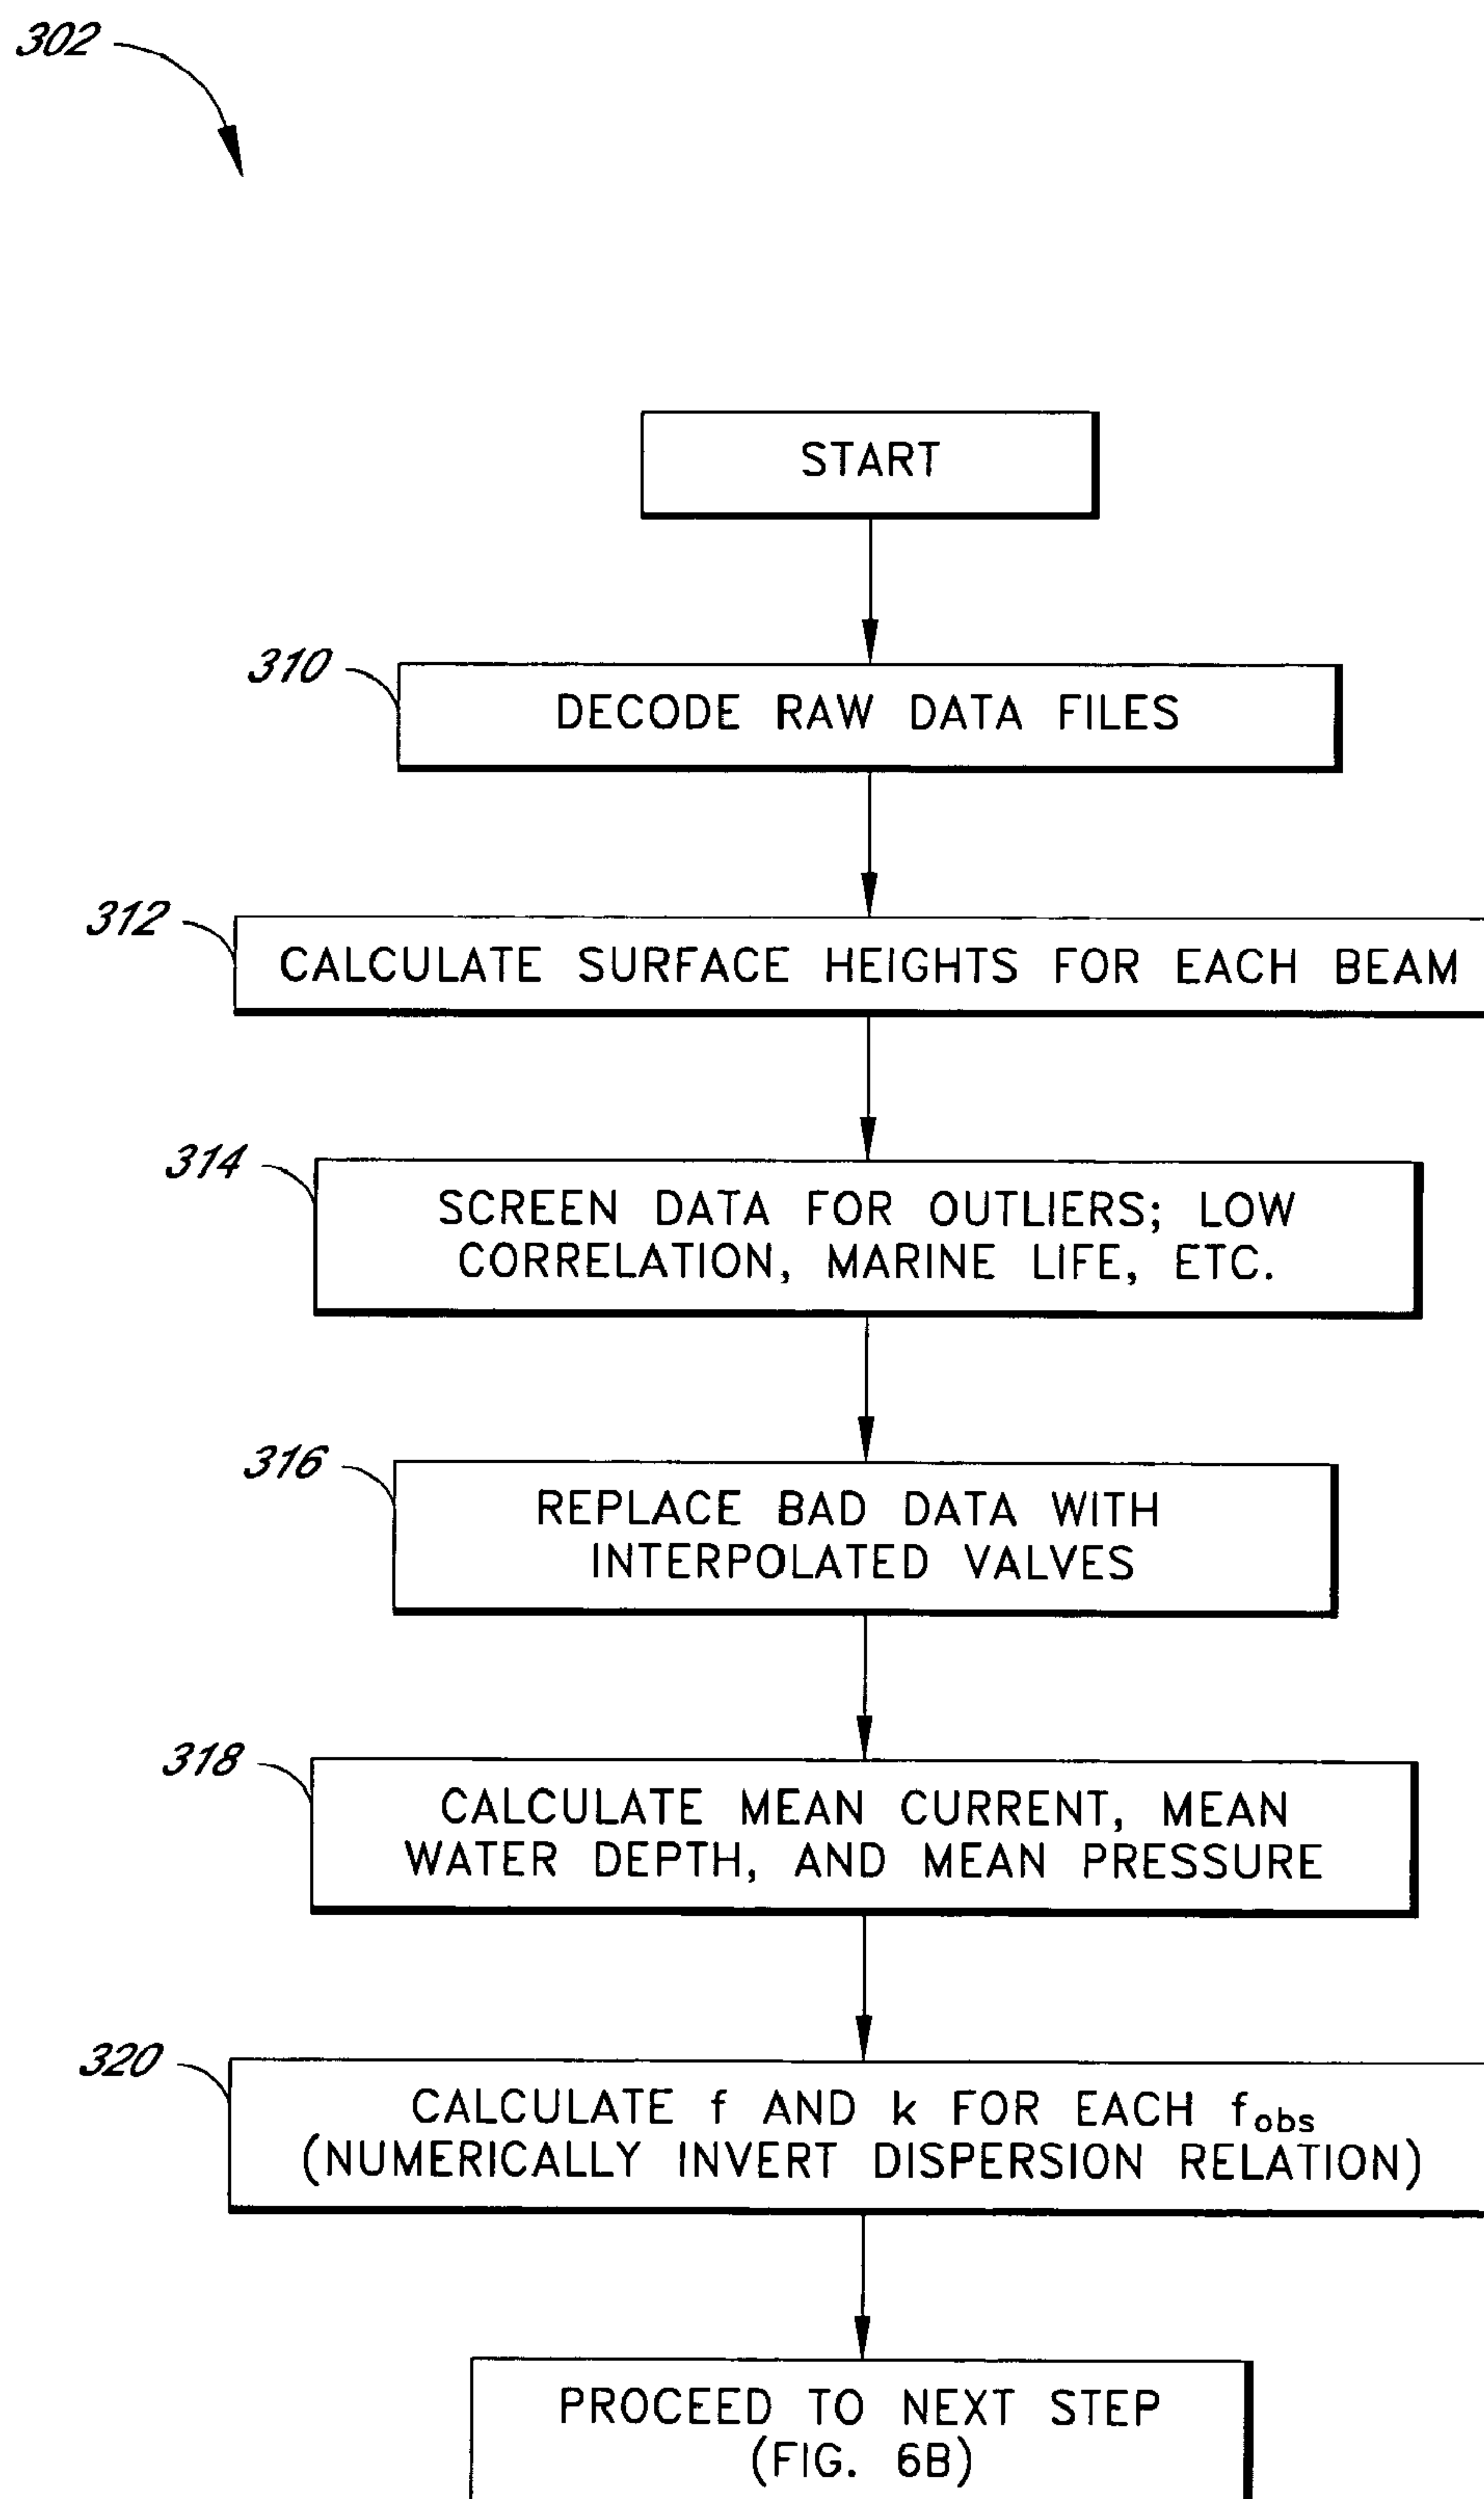 302
START
310
DECODE RAW DATA FILES
312
CALCULATE SURFACE HEIGHTS FOR EACH BEAM
314
SCREEN DATA FOR OUTLIERS; LOW
CORRELATION, MARINE LIFE, ETC.
316
REPLACE BAD DATA WITH
INTERPOLATED VALVES
318
CALCULATE MEAN CURRENT, MEAN
WATER DEPTH, AND MEAN PRESSURE
320
CALCULATE f AND k FOR EACH fobs
(NUMERICALLY INVERT DISPERSION RELATION)
PROCEED TO NEXT STEP
(FIG. 6B)